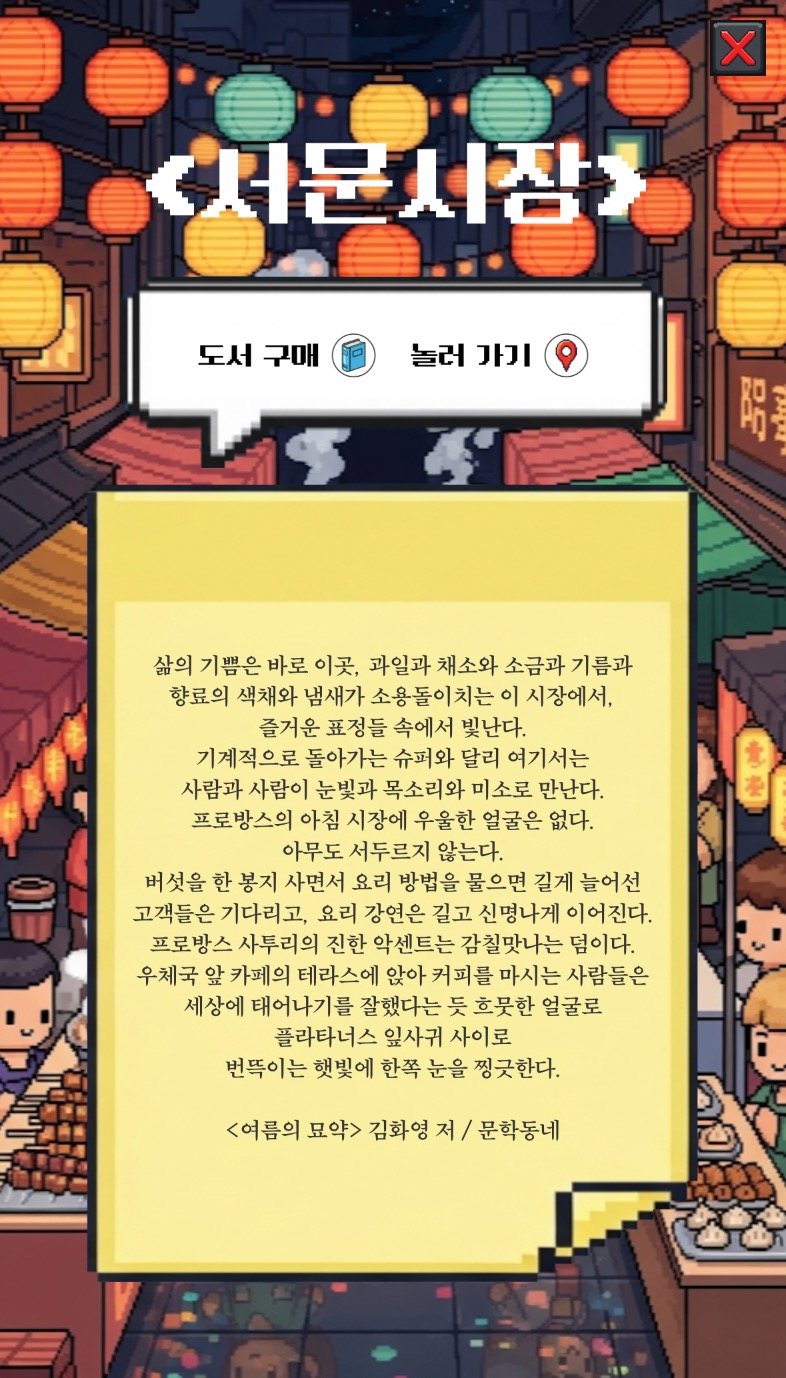 <서문시장>
도서 구매 놀러 가기
삶의 기쁨은 바로 이곳, 과일과 채소와 소금과 기름과
향료의 색채와 냄새가 소용돌이치는 이 시장에서,
즐거운 표정들 속에서 빛난다.
기계적으로 돌아가는 슈퍼와 달리 여기서는
사람과 사람이 눈빛과 목소리와 미소로 만난다.
프로방스의 아침 시장에 우울한 얼굴은 없다.
아무도 서두르지 않는다.
버섯을 한 봉지 사면서 요리 방법을 물으면 길게 늘어선
고객들은 기다리고, 요리 강연은 길고 신명나게 이어진다.
프로방스 사투리의 진한 악센트는 감칠맛나는 덤이다.
우체국 앞 카페의 테라스에 앉아 커피를 마시는 사람들은
세상에 태어나기를 잘했다는 듯 흐뭇한 얼굴로
플라타너스 잎사귀 사이로
번뜩이는 햇빛에 한쪽 눈을 찡긋한다.
<여름의 묘약> 김화영 저 / 문학동네